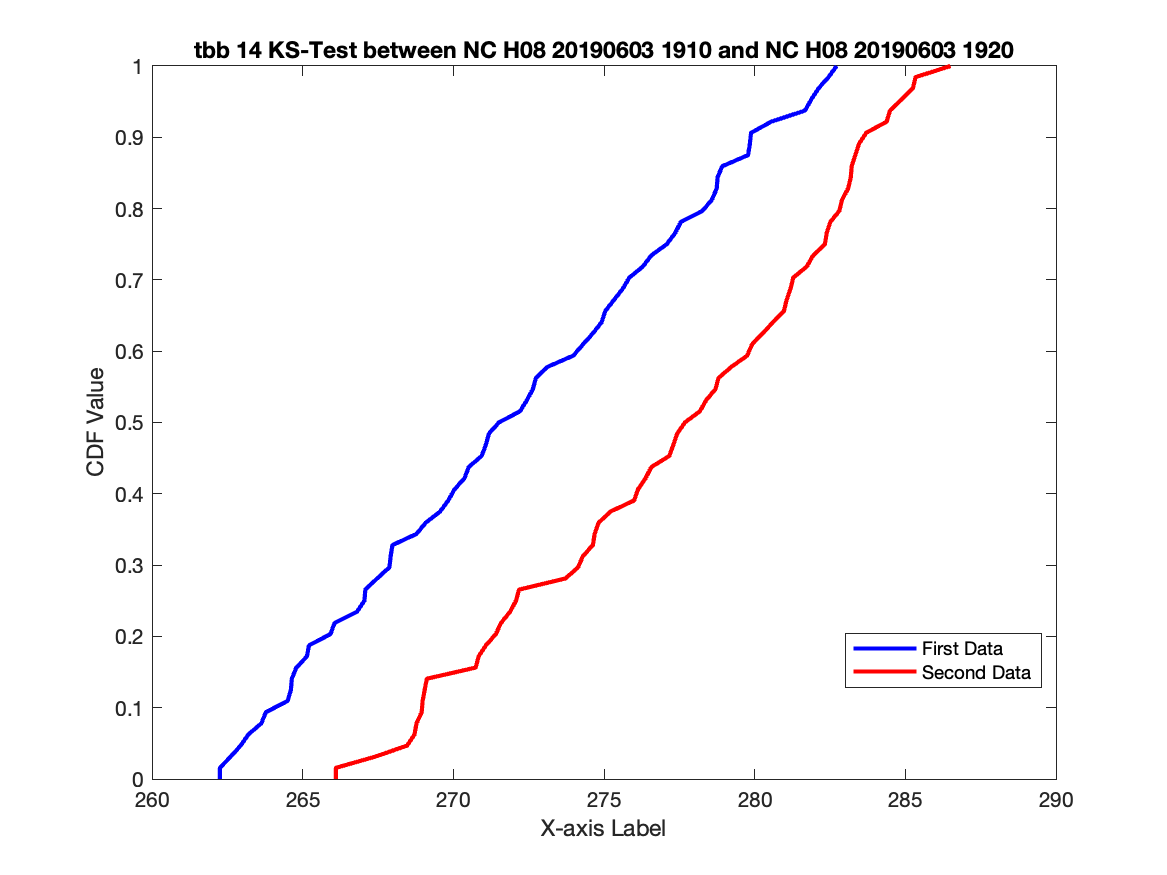 tbb 14 KS-Test between NC H08 20190603 1910 and NC H08 20190603 1920
1
0.9
0.8
0.7
0.6
0.5
0.4
0.3
0.2
0.1
0
CDF Value
First Data
Second Data
260 265 270 275 280 285 290
X-axis Label